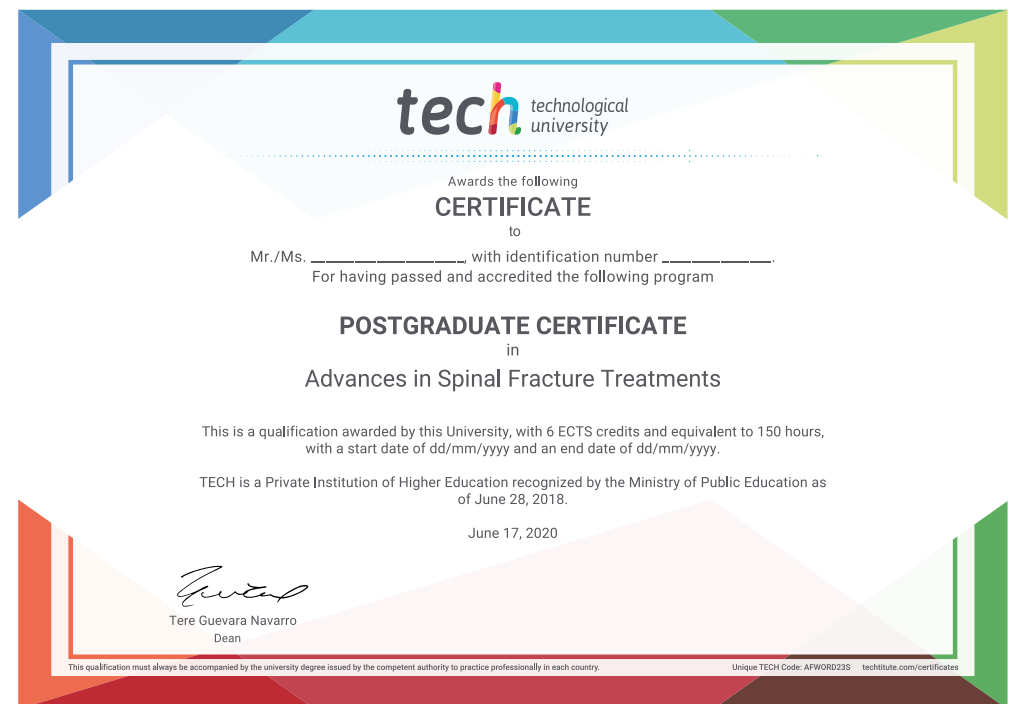 tech technological
university
Awards the following
CERTIFICATE
to
Mr./Ms. ____________________, with identification number ______________.
For having passed and accredited the following program
POSTGRADUATE CERTIFICATE
in
Advances in Spinal Fracture Treatments
This is a qualification awarded by this University, with 6 ECTS credits and equivalent to 150 hours,
with a start date of dd/mm/yyyy and an end date of dd/mm/yyyy.
TECH is a Private Institution of Higher Education recognized by the Ministry of Public Education as
of June 28, 2018.
June 17, 2020
Tere Guevara Navarro
Dean
This qualification must always be accompanied by the university degree issued by the competent authority to practice professionally in each country.
Unique TECH Code: AFWORD23S techtitute.com/certificates